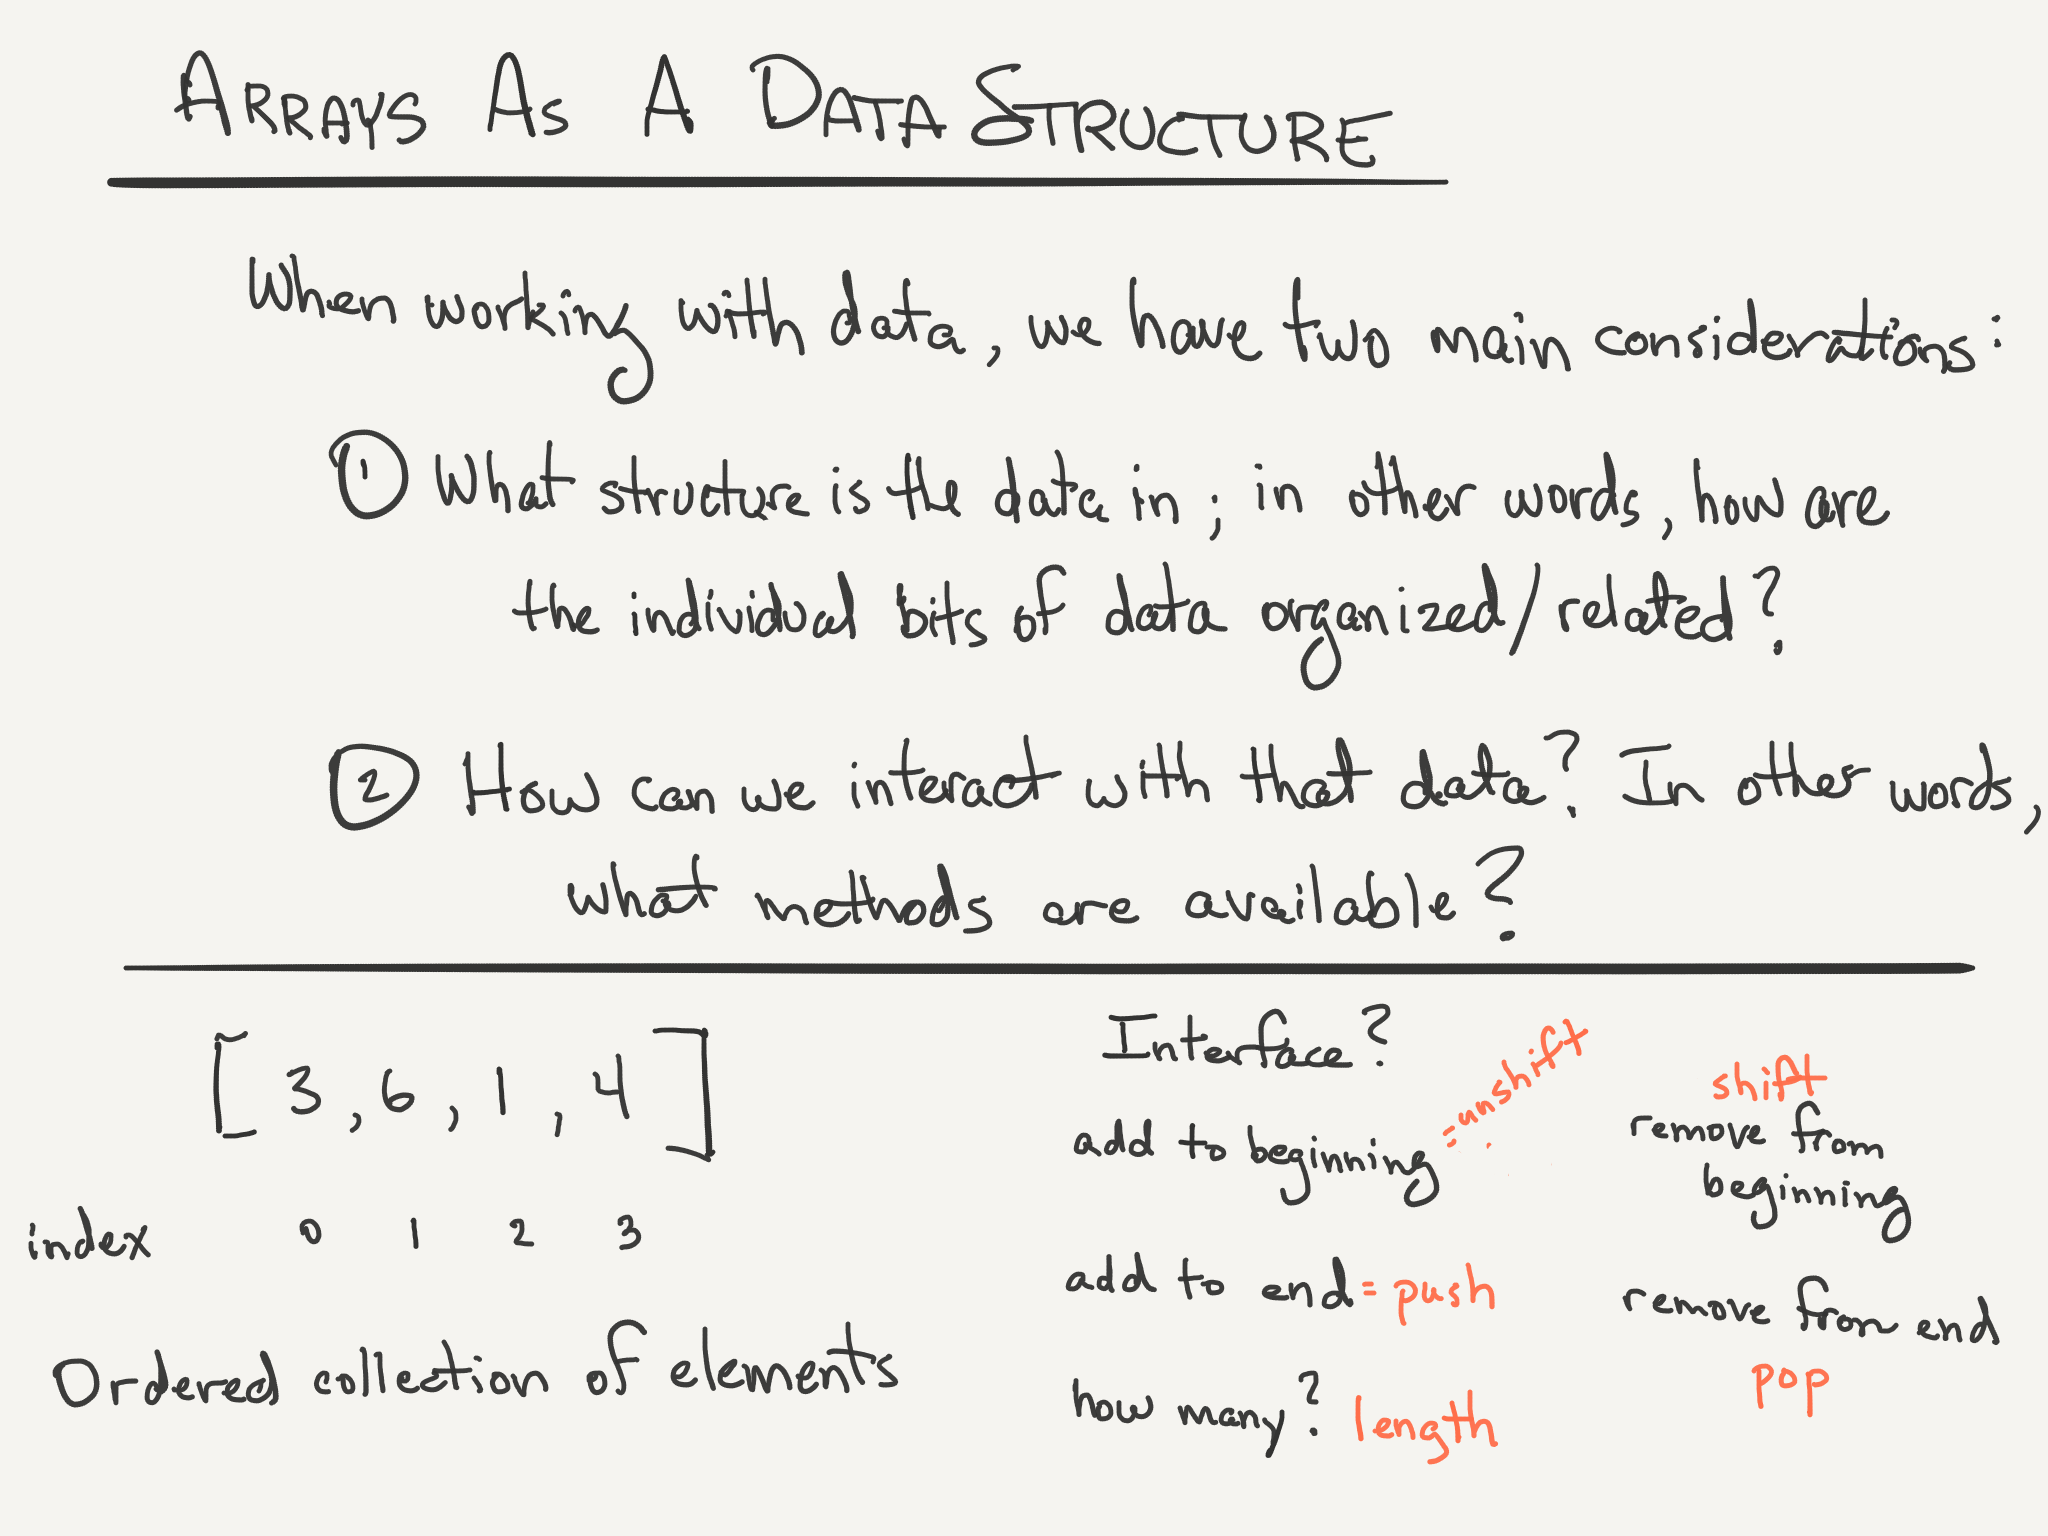 ARRAYS AS A DATA STRUCTURE
When working with data, we have two main considerations:
① What structure is the data in; in other words, how are
the individual bits of data organized/related?
② How can we interact with that data? In other words,
what methods are available?
[3, 6, 1, 4]
index 0 1 2 3
Ordered collection of elements
Interface?
add to beginning = unshift
add to end = push
how many? length
shift
remove from
beginning
remove from end
pop